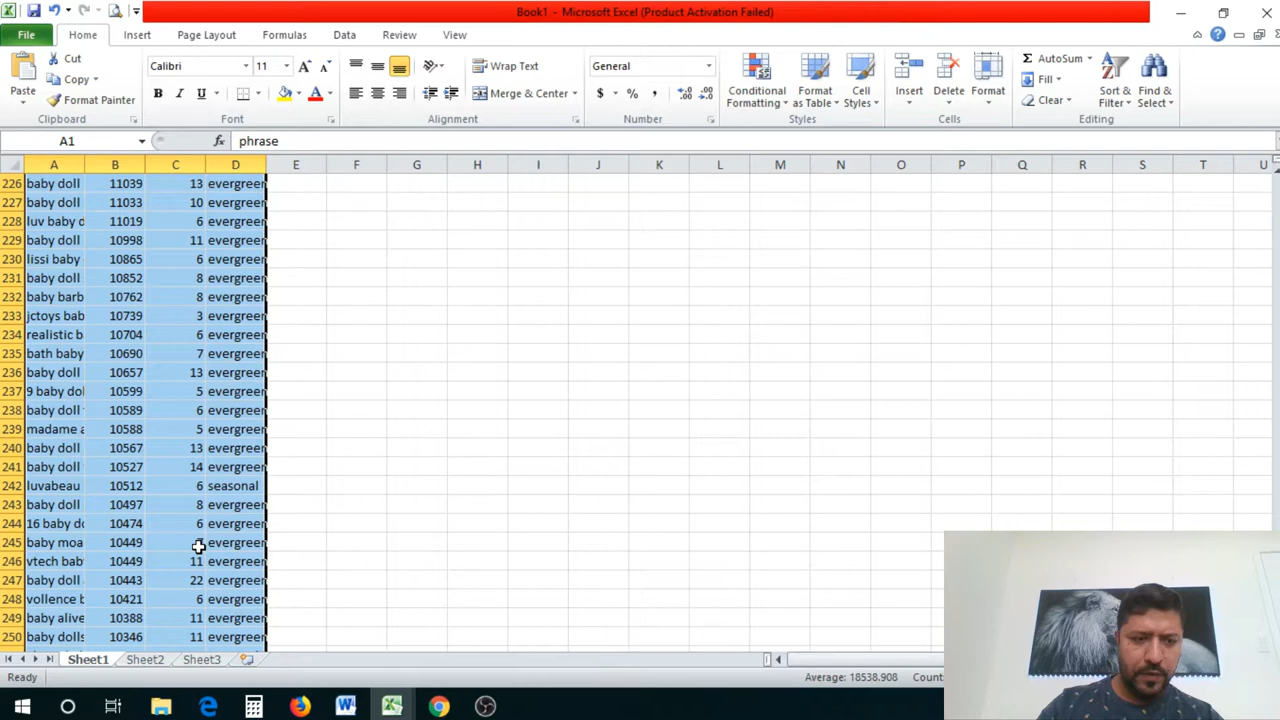 Book1 - Microsoft Excel (Product Activation Failed)
File Home Insert Page Layout Formulas Data Review View
Paste Cut Copy Format Painter Clipboard
Calibri 11 B I U Font
Wrap Text Merge & Center Alignment
General $ % , Number
Conditional Formatting Format as Table Cell Styles Styles
Insert Delete Format Cells
AutoSum Fill Clear Sort & Filter Find & Select Editing
A1 fx phrase
A B C D E F G H I J K L M N O P Q R S T U
226 baby doll 11039 13 evergreen
227 baby doll 11033 10 evergreen
228 luv baby d 11019 6 evergreen
229 baby doll 10998 11 evergreen
230 lissi baby 10865 6 evergreen
231 baby doll 10852 8 evergreen
232 baby barb 10762 8 evergreen
233 jctoys bab 10739 3 evergreen
234 realistic b 10704 6 evergreen
235 bath baby 10690 7 evergreen
236 baby doll 10657 13 evergreen
237 9 baby dol 10599 5 evergreen
238 baby doll 10589 6 evergreen
239 madame a 10588 5 evergreen
240 baby doll 10567 13 evergreen
241 baby doll 10527 14 evergreen
242 luvabeau 10512 6 seasonal
243 baby doll 10497 8 evergreen
244 16 baby do 10474 6 evergreen
245 baby moa 10449 evergreen
246 vtech bab 10449 11 evergreen
247 baby doll 10443 22 evergreen
248 vollence b 10421 6 evergreen
249 baby alive 10388 11 evergreen
250 baby dolls 10346 11 evergreen
Sheet1 Sheet2 Sheet3
Ready Average: 18538.908 Count: